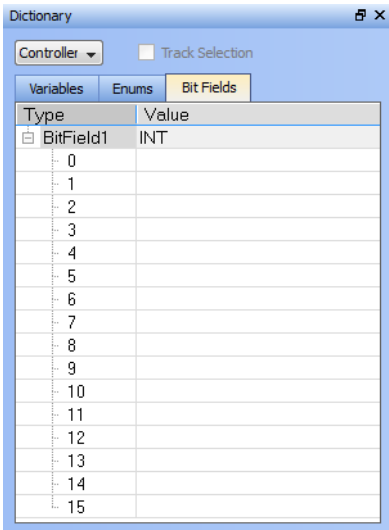 Dictionary
Controller
Track Selection
Variables Enums Bit Fields
Type Value
BitField1 INT
0
1
2
3
4
5
6
7
8
9
10
11
12
13
14
15